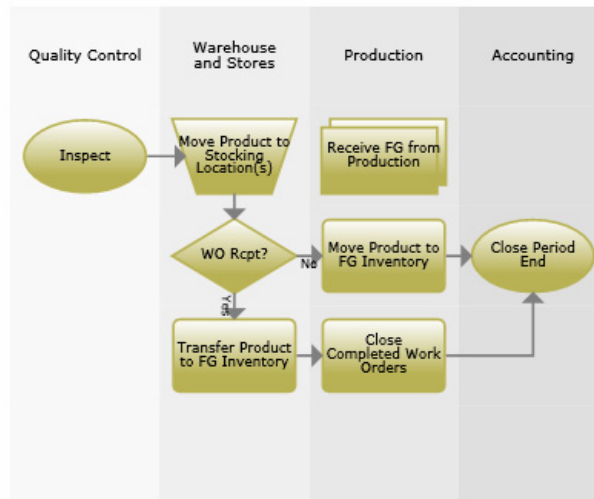 Quality Control
Warehouse
and Stores
Production
Accounting
Inspect
Move Product to
Stocking
Location(s)
Receive FG from
Production
WO Rcpt?
No
Move Product to
FG Inventory
Close Period
End
Yes
Transfer Product
to FG Inventory
Close
Completed Work
Orders